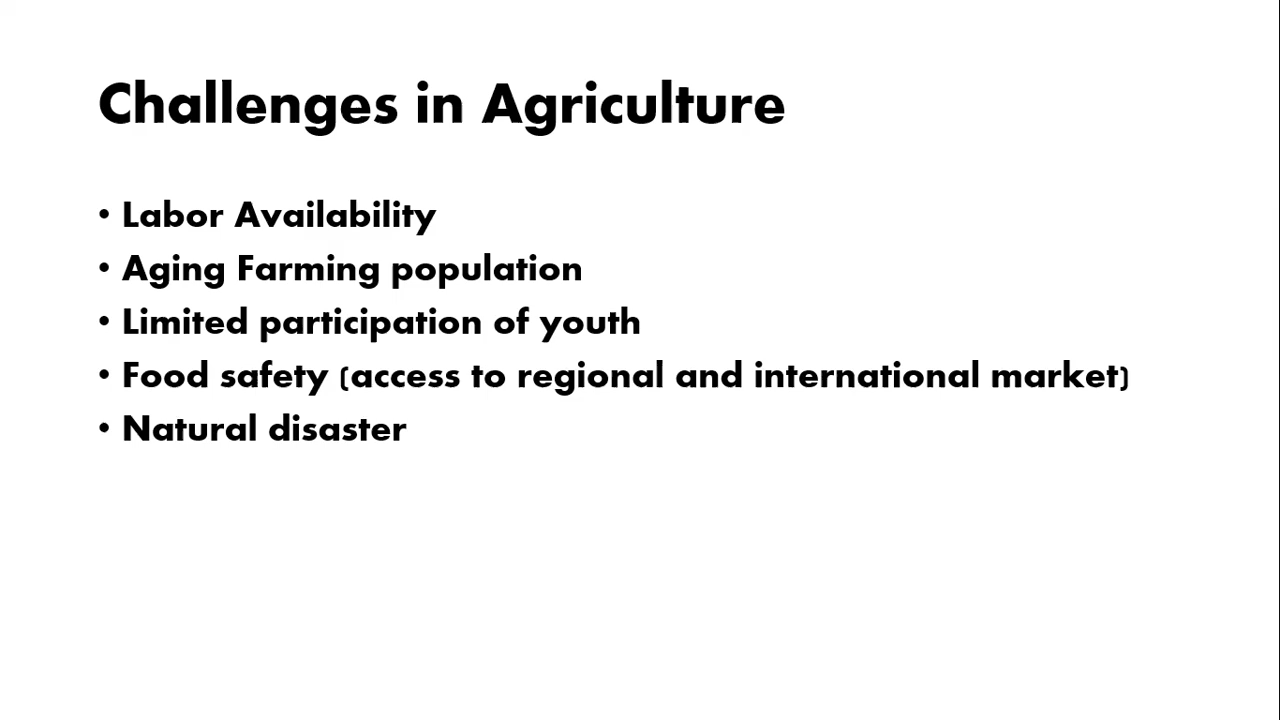 Challenges in Agriculture
• Labor Availability
• Aging Farming population
• Limited participation of youth
• Food safety (access to regional and international market)
• Natural disaster